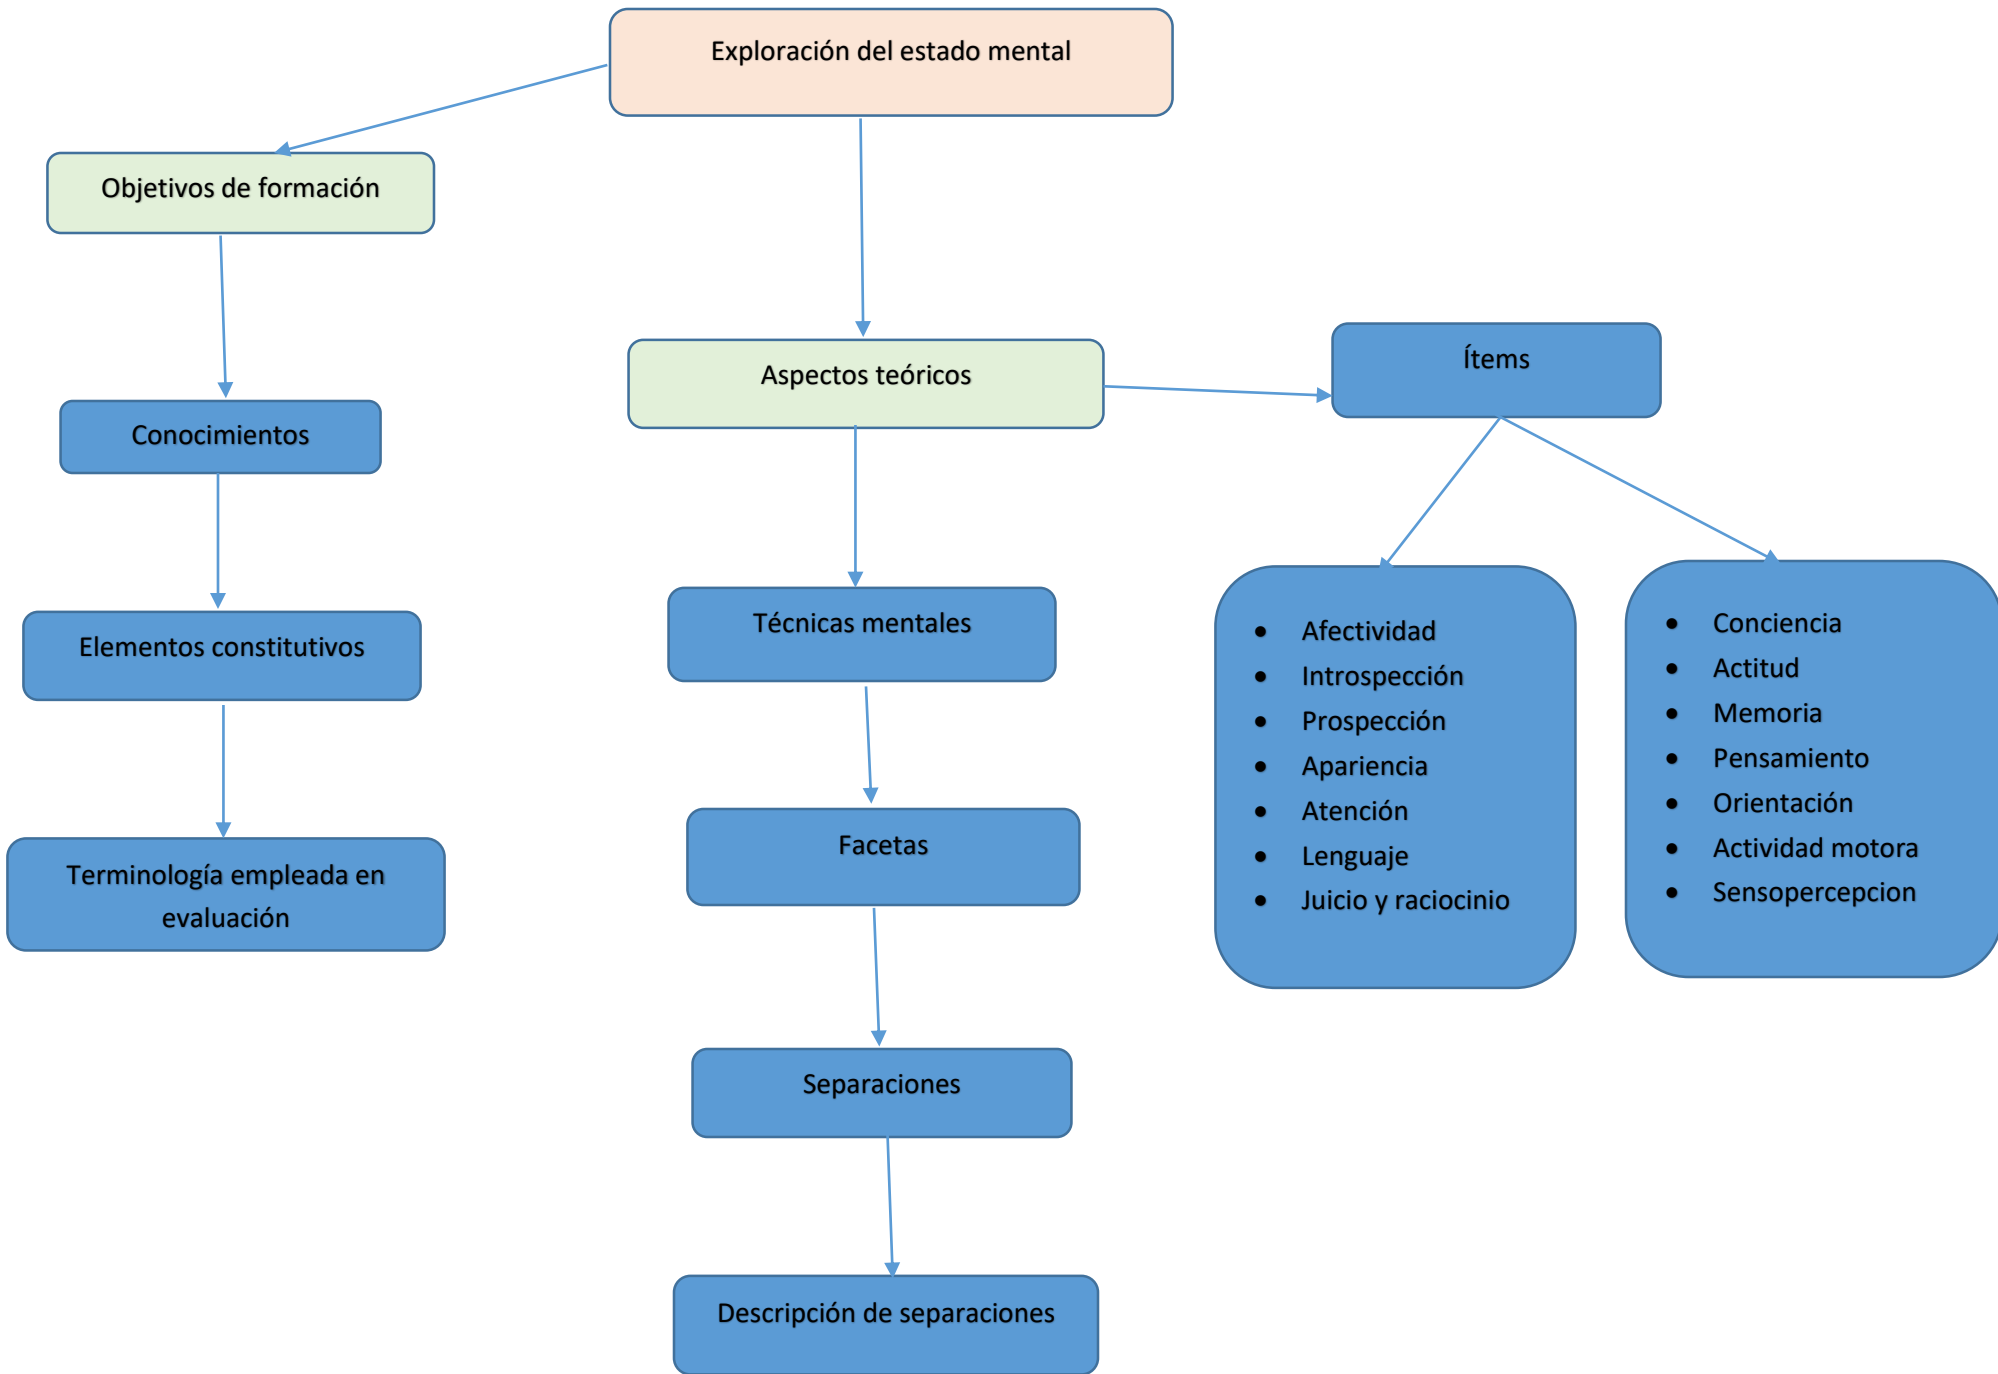 Exploración del estado mental
Objetivos de formación
Conocimientos
Elementos constitutivos
Terminología empleada en
evaluación
Aspectos teóricos
Técnicas mentales
Facetas
Separaciones
Descripción de separaciones
Ítems
• Afectividad
• Introspección
• Prospección
• Apariencia
• Atención
• Lenguaje
• Juicio y raciocinio
• Conciencia
• Actitud
• Memoria
• Pensamiento
• Orientación
• Actividad motora
• Sensopercepcion